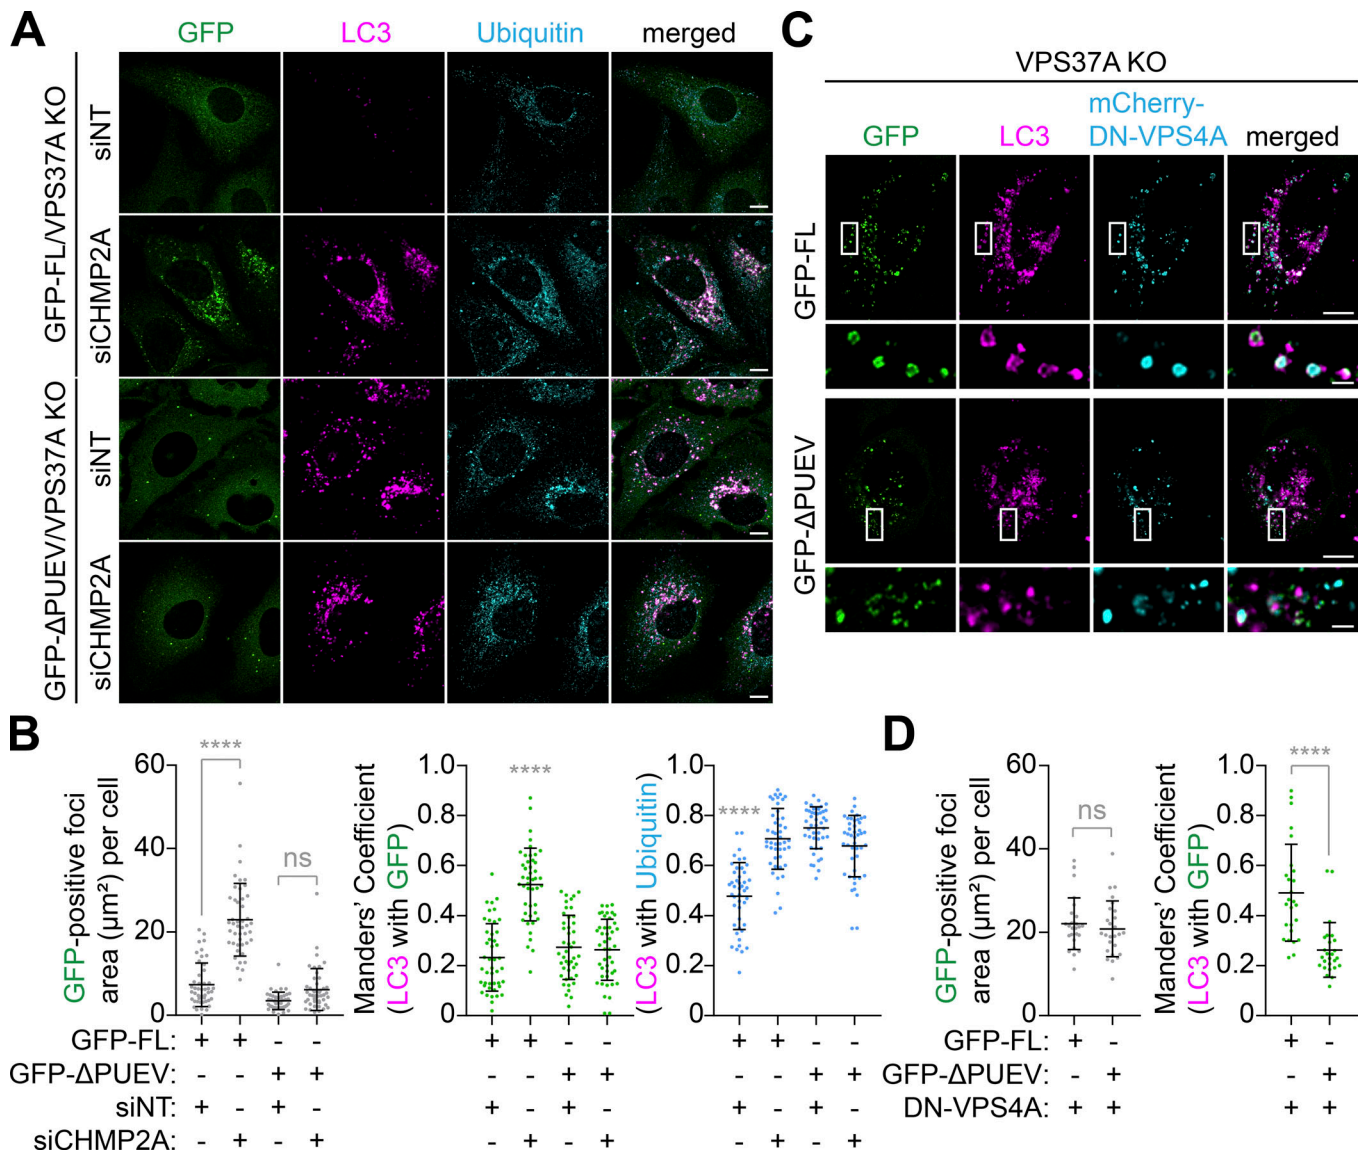 A
GFP
LC3
Ubiquitin
merged
GFP-FL/VPS37A KO
siNT
siCHMP2A
GFP-ΔPUEV/VPS37A KO
siNT
siCHMP2A
C
VPS37A KO
GFP
LC3
mCherry-
DN-VPS4A
merged
GFP-FL
GFP-ΔPUEV
B
GFP-positive foci
area (µm²) per cell
60
40
20
0
****
ns
Manders' Coefficient
(LC3 with GFP)
1.0
0.8
0.6
0.4
0.2
0
****
(LC3 with Ubiquitin)
1.0
0.8
0.6
0.4
0.2
0
****
GFP-FL: + + - - + + - - + + - -
GFP-ΔPUEV: - - + + - - + + - - + +
siNT: + - + - + - + - + - + -
siCHMP2A: - + - + - + - + - + - +
D
GFP-positive foci
area (µm²) per cell
60
40
20
0
ns
Manders' Coefficient
(LC3 with GFP)
1.0
0.8
0.6
0.4
0.2
0
****
GFP-FL: + - + -
GFP-ΔPUEV: - + - +
DN-VPS4A: + + + +